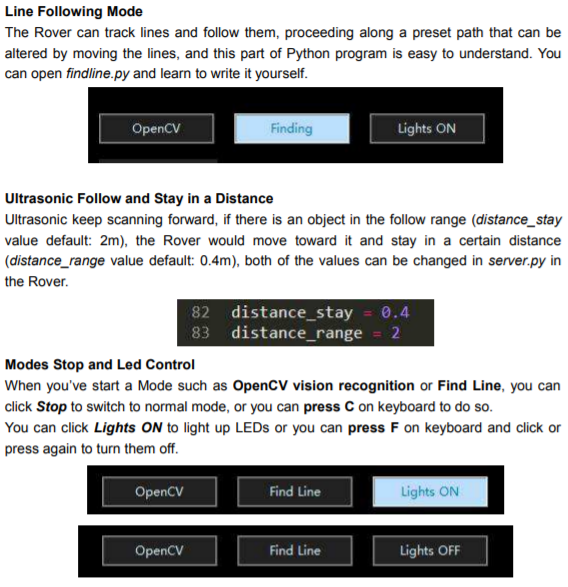 Line Following Mode
The Rover can track lines and follow them, proceeding along a preset path that can be
altered by moving the lines, and this part of Python program is easy to understand. You
can open findline.py and learn to write it yourself.
OpenCV Finding Lights ON
Ultrasonic Follow and Stay in a Distance
Ultrasonic keep scanning forward, if there is an object in the follow range (distance_stay
value default: 2m), the Rover would move toward it and stay in a certain distance
(distance_range value default: 0.4m), both of the values can be changed in server.py in
the Rover.
82 distance_stay = 0.4
83 distance_range = 2
Modes Stop and Led Control
When you've start a Mode such as OpenCV vision recognition or Find Line, you can
click Stop to switch to normal mode, or you can press C on keyboard to do so.
You can click Lights ON to light up LEDs or you can press F on keyboard and click or
press again to turn them off.
OpenCV Find Line Lights ON
OpenCV Find Line Lights OFF